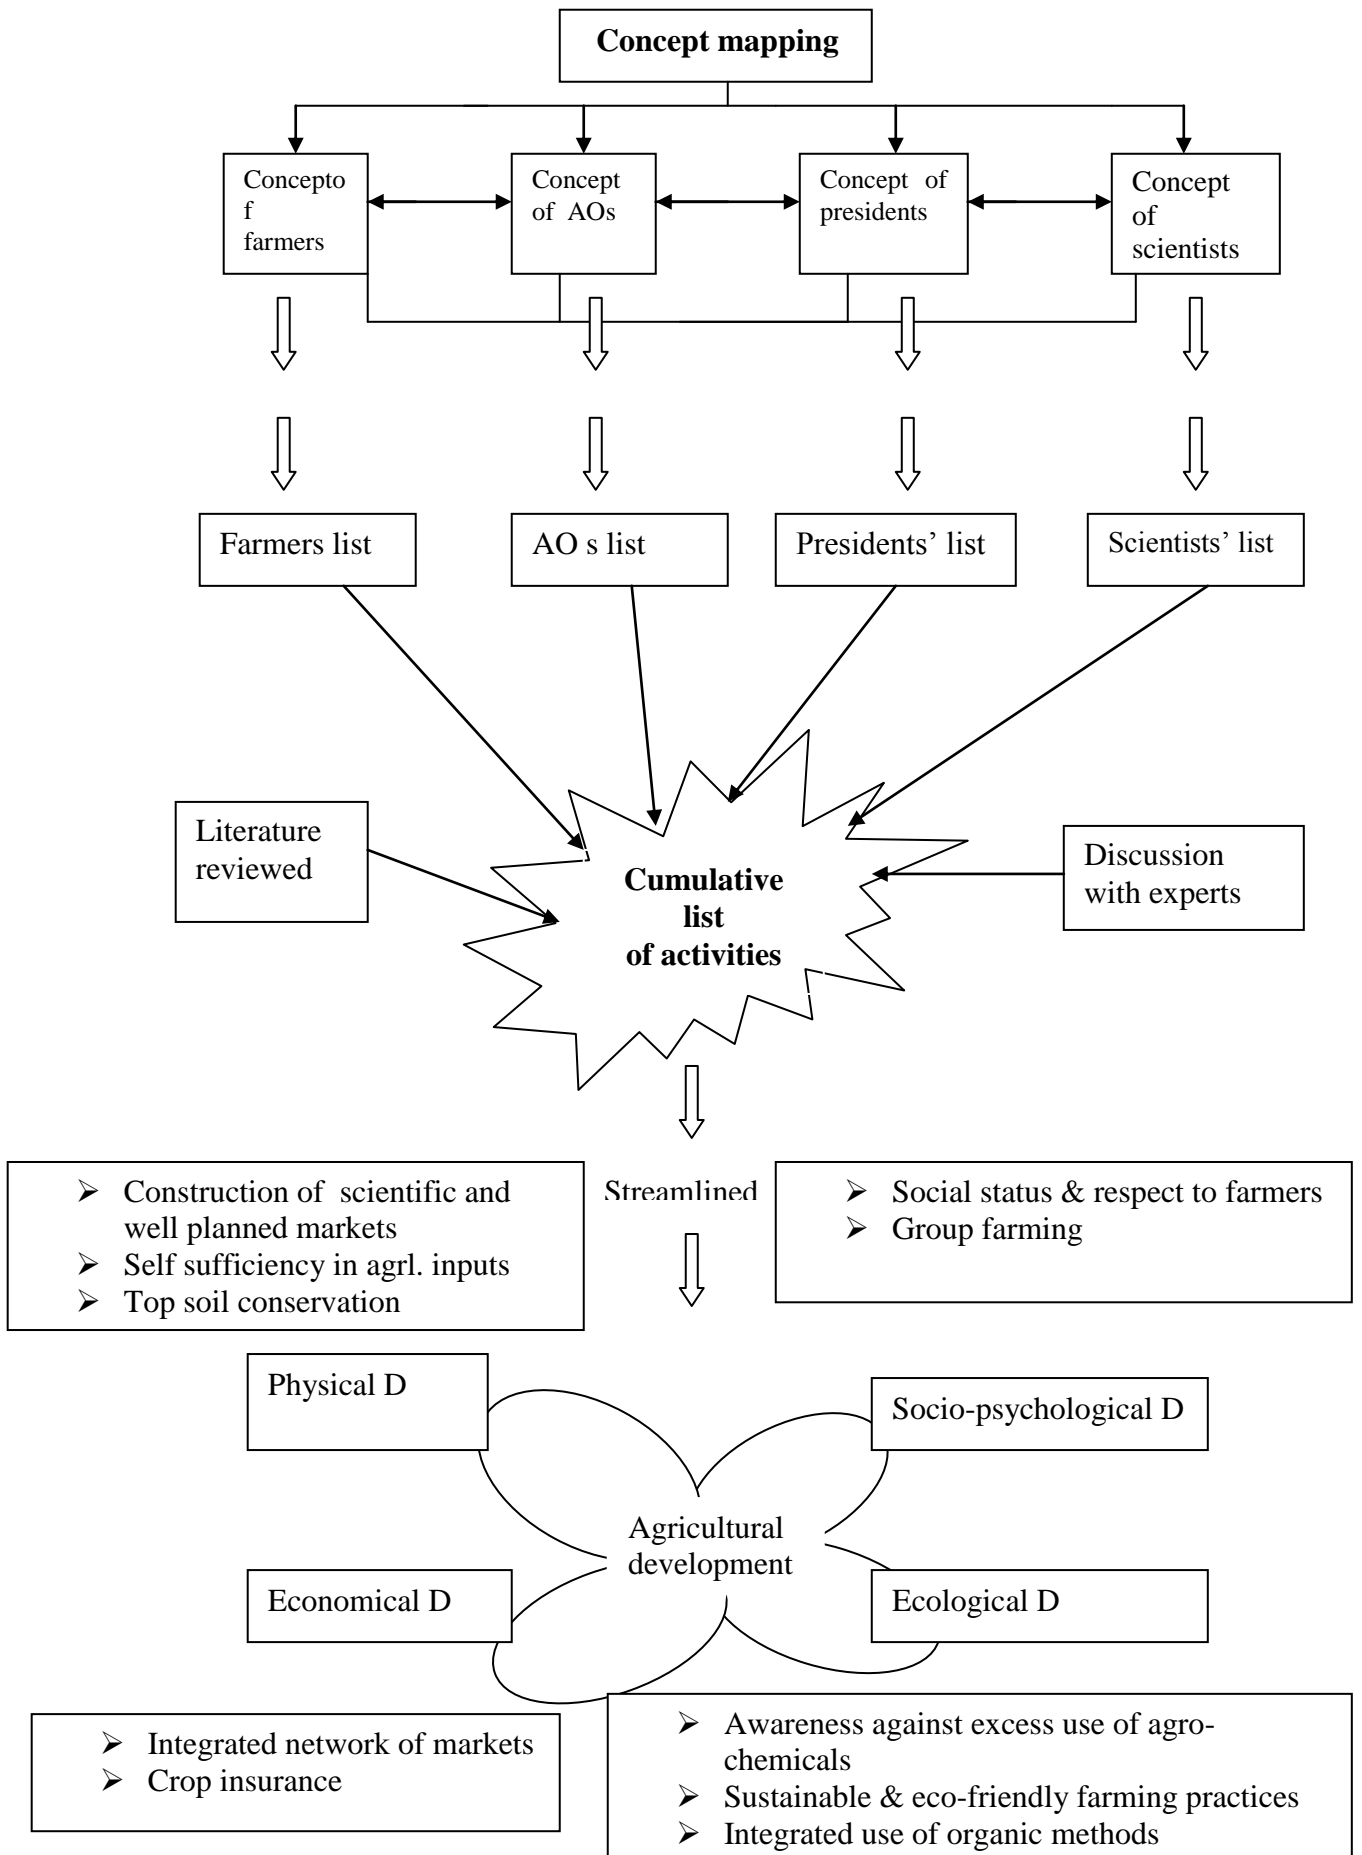 Concept mapping
Concepto
f
farmers
Concept
of AOs
Concept of
presidents
Concept
of
scientists
Farmers list
AO s list
Presidents’ list
Scientists’ list
Literature
reviewed
Cumulative
list
of activities
Discussion
with experts
➢ Construction of scientific and
well planned markets
➢ Self sufficiency in agrl. inputs
➢ Top soil conservation
Streamlined
➢ Social status & respect to farmers
➢ Group farming
Physical D
Socio-psychological D
Agricultural
development
Economical D
Ecological D
➢ Integrated network of markets
➢ Crop insurance
➢ Awareness against excess use of agro-
chemicals
➢ Sustainable & eco-friendly farming practices
➢ Integrated use of organic methods